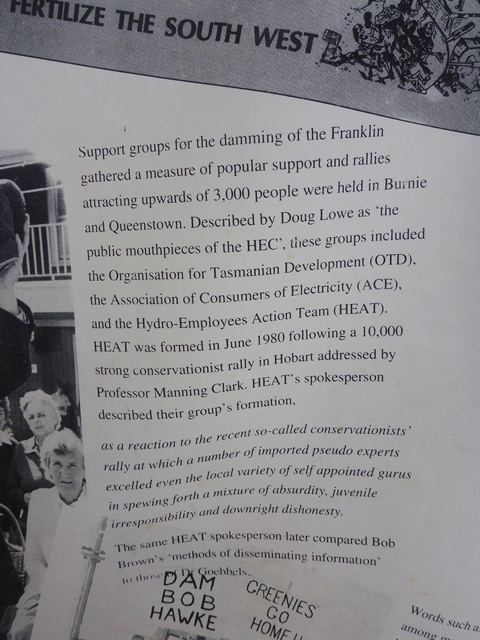 FERTILIZE THE SOUTH WEST
Support groups for the damming of the Franklin
gathered a measure of popular support and rallies
attracting upwards of 3,000 people were held in Burnie
and Queenstown. Described by Doug Lowe as ‘the
public mouthpieces of the HEC’, these groups included
the Organisation for Tasmanian Development (OTD),
the Association of Consumers of Electricity (ACE),
and the Hydro-Employees Action Team (HEAT).
HEAT was formed in June 1980 following a 10,000
strong conservationist rally in Hobart addressed by
Professor Manning Clark. HEAT’s spokesperson
described their group’s formation,
as a reaction to the recent so-called conservationists’
rally at which a number of imported pseudo experts
excelled even the local variety of self appointed gurus
in spewing forth a mixture of absurdity, juvenile
irresponsibility and downright dishonesty.
The same HEAT spokesperson later compared Bob
Brown’s ‘methods of disseminating information’
to those of Dr Goebbels..
DAM
BOB
HAWKE
GREENIES
GO
HOME!!
Words such a
among